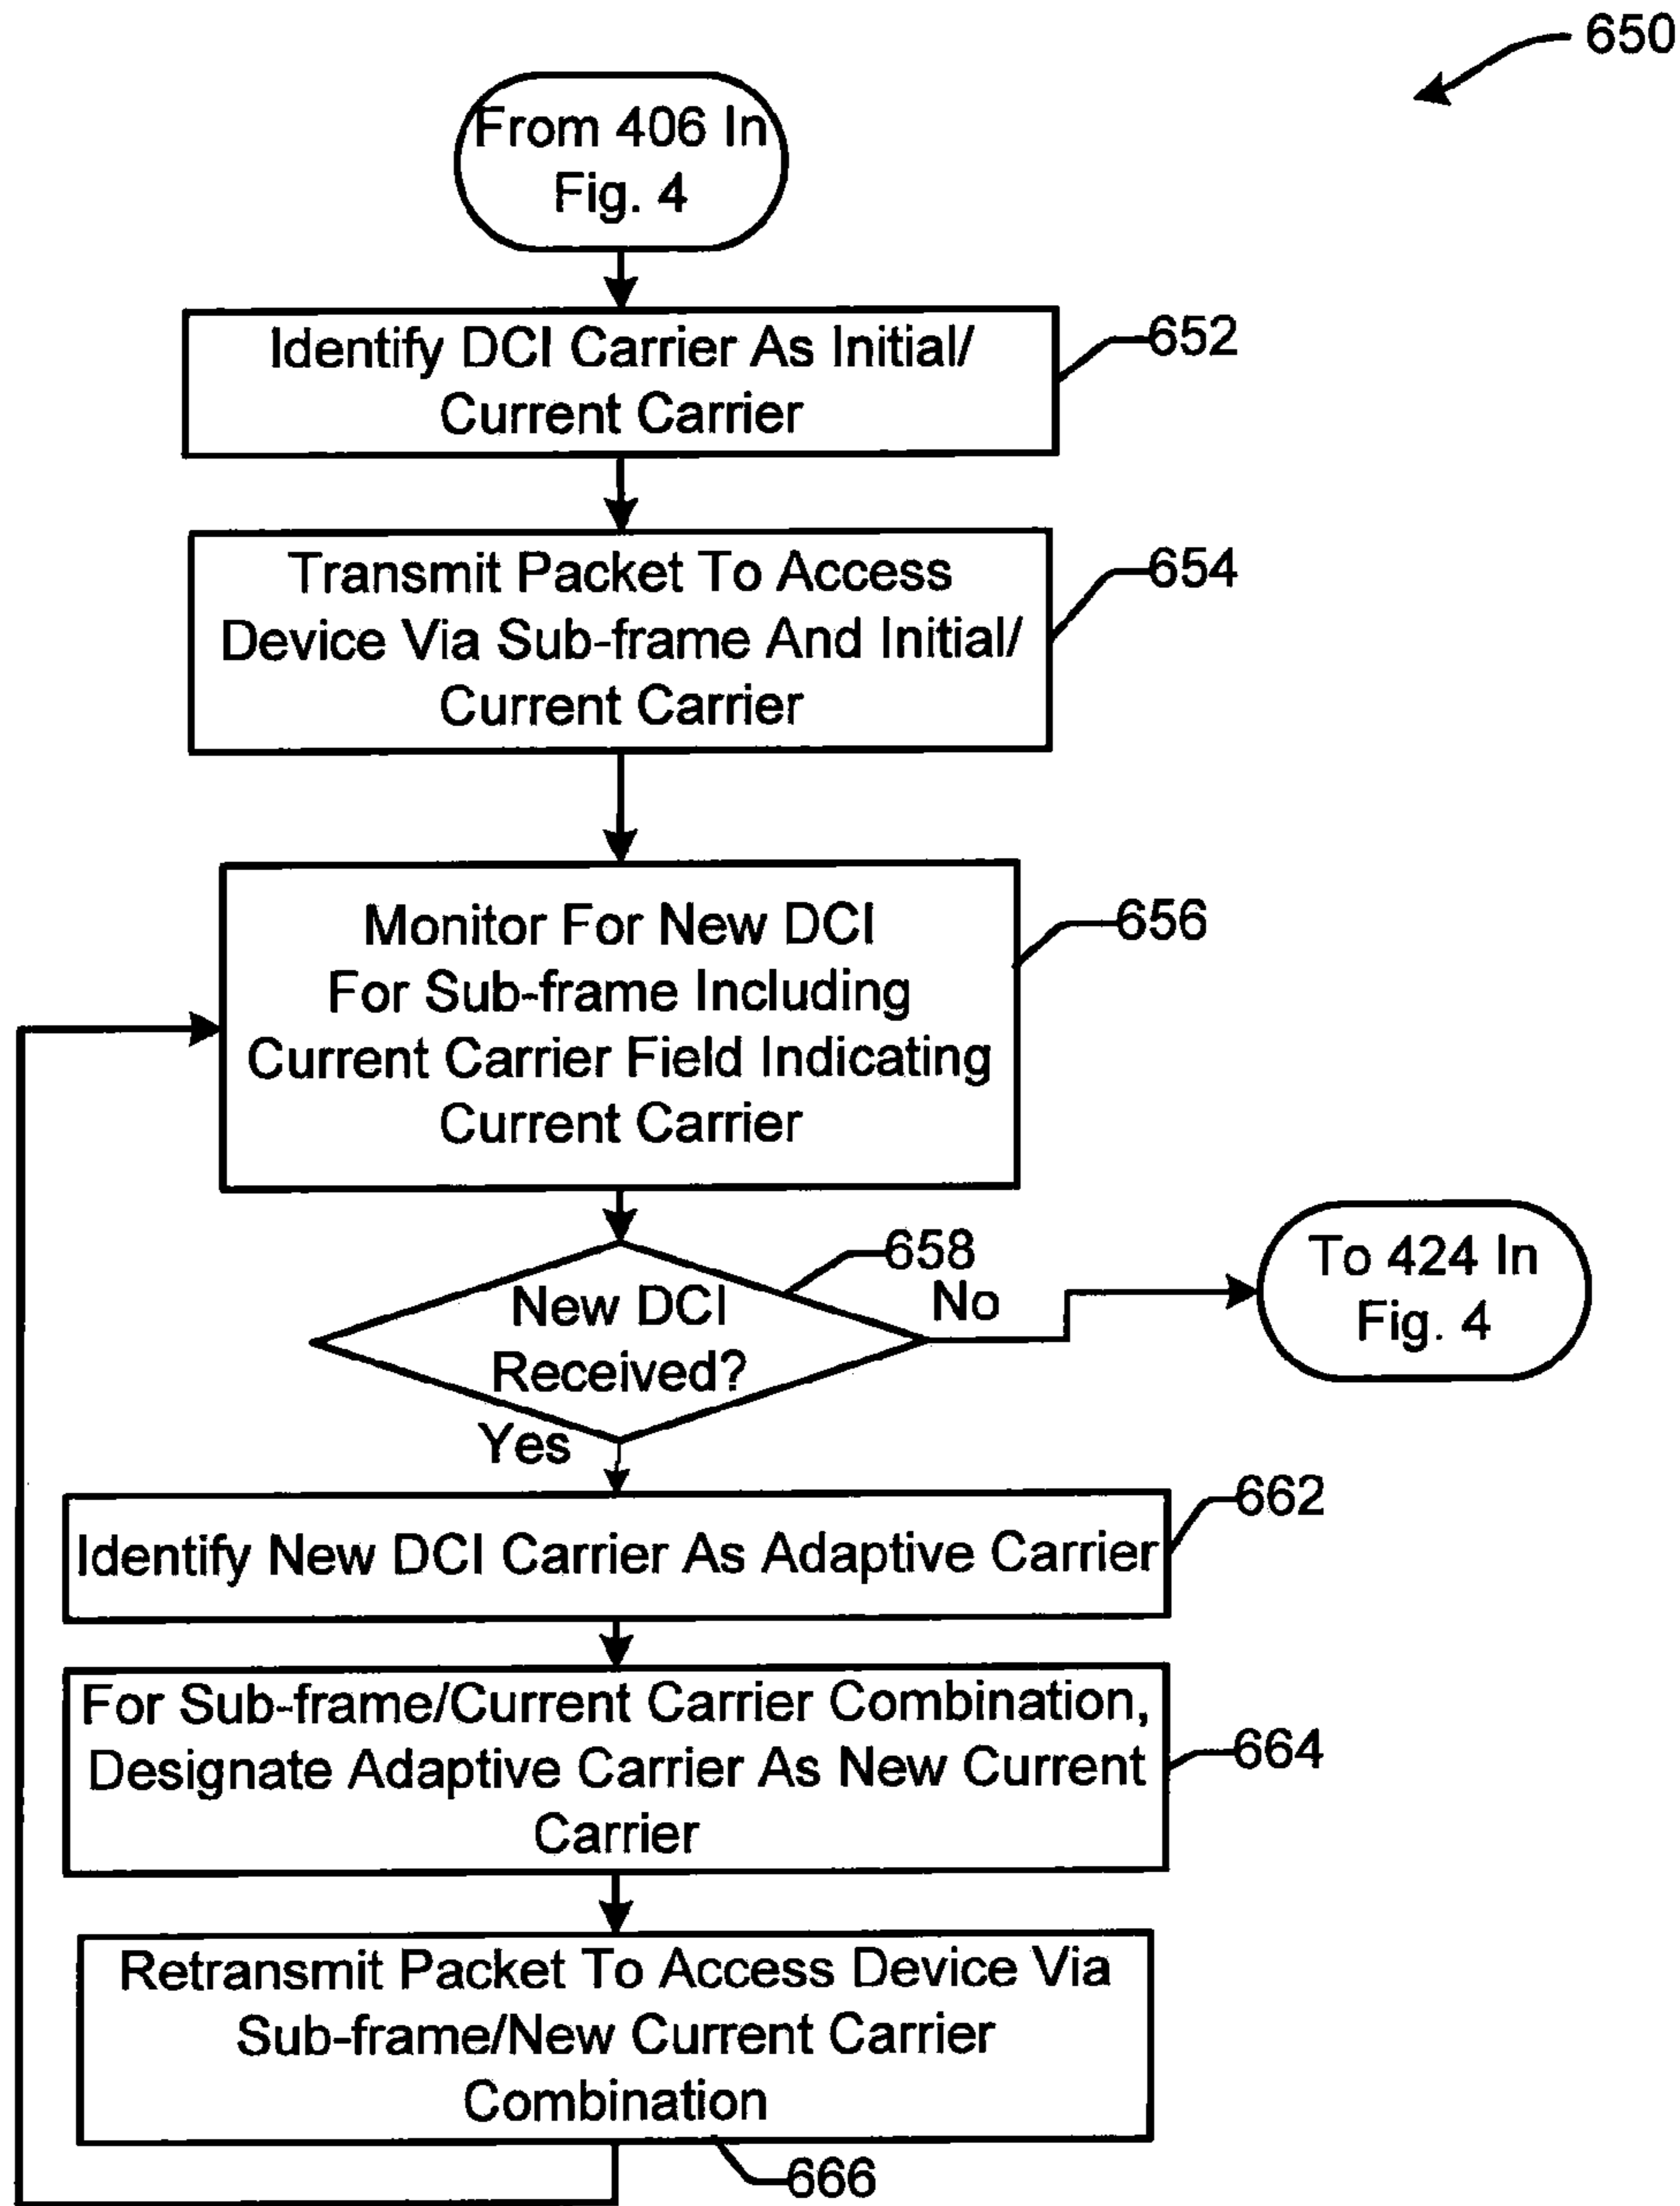 650
From 406 In
Fig. 4
Identify DCI Carrier As Initial/
Current Carrier
652
Transmit Packet To Access
Device Via Sub-frame And Initial/
Current Carrier
654
Monitor For New DCI
For Sub-frame Including
Current Carrier Field Indicating
Current Carrier
656
New DCI
Received?
658
No
To 424 In
Fig. 4
Yes
Identify New DCI Carrier As Adaptive Carrier
662
For Sub-frame/Current Carrier Combination,
Designate Adaptive Carrier As New Current
Carrier
664
Retransmit Packet To Access Device Via
Sub-frame/New Current Carrier
Combination
666